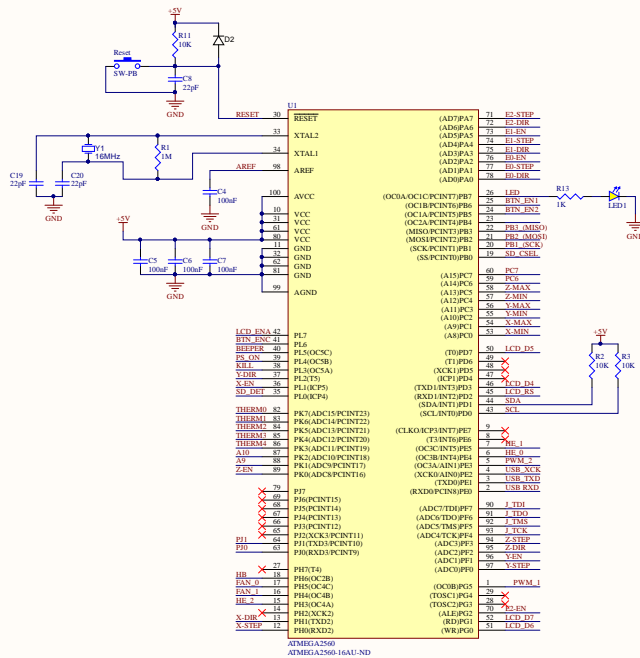 +5V
R11
10K
D2
Reset
SW-PB
C8
22pF
GND
U1
RESET 30 RESET
33 XTAL2
Y1
16MHz
R1
1M
34 XTAL1
C19
22pF
C20
22pF
GND
AREF 98 AREF
C4
100nF
GND
100 AVCC
+5V
10 VCC
31 VCC
61 VCC
80 VCC
11 GND
32 GND
62 GND
81 GND
C5
100nF
C6
100nF
C7
100nF
GND
99 AGND
LCD_ENA 42 PL7
BTN_ENC 41 PL6
BEEPER 40 PL5(OC5C)
PS_ON 39 PL4(OC5B)
KILL 38 PL3(OC5A)
Y-DIR 37 PL2(T5)
X-EN 36 PL1(ICP5)
SD_DET 35 PL0(ICP4)
THERM0 82 PK7(ADC15/PCINT23)
THERM1 83 PK6(ADC14/PCINT22)
THERM2 84 PK5(ADC13/PCINT21)
THERM3 85 PK4(ADC12/PCINT20)
THERM4 86 PK3(ADC11/PCINT19)
A10 87 PK2(ADC10/PCINT18)
A9 88 PK1(ADC9/PCINT17)
Z-EN 89 PK0(ADC8/PCINT16)
79 PJ7
69 PJ6(PCINT15)
68 PJ5(PCINT14)
67 PJ4(PCINT13)
66 PJ3(PCINT12)
65 PJ2(XCK3/PCINT11)
PJ1 64 PJ1(TXD3/PCINT10)
PJ0 63 PJ0(RXD3/PCINT9)
27 PH7(T4)
HB 18 PH6(OC2B)
FAN_0 17 PH5(OC4C)
FAN_1 16 PH4(OC4B)
HE_2 15 PH3(OC4A)
14 PH2(XCK2)
X-DIR 13 PH1(TXD2)
X-STEP 12 PH0(RXD2)
(AD7)PA7 71 E2-STEP
(AD6)PA6 72 E2-DIR
(AD5)PA5 73 E1-EN
(AD4)PA4 74 E1-STEP
(AD3)PA3 75 E1-DIR
(AD2)PA2 76 E0-EN
(AD1)PA1 77 E0-STEP
(AD0)PA0 78 E0-DIR
(OC0A/OC1C/PCINT7)PB7 26 LED
(OC1B/PCINT6)PB6 25 BTN_EN1
(OC1A/PCINT5)PB5 24 BTN_EN2
(OC2A/PCINT4)PB4 23
(MISO/PCINT3)PB3 22 PB3_(MISO)
(MOSI/PCINT2)PB2 21 PB2_(MOSI)
(SCK/PCINT1)PB1 20 PB1_(SCK)
(SS/PCINT0)PB0 19 SD_CSEL
R13
1K
LED1
GND
(A15)PC7 60 PC7
(A14)PC6 59 PC6
(A13)PC5 58 Z-MAX
(A12)PC4 57 Z-MIN
(A11)PC3 56 Y-MAX
(A10)PC2 55 Y-MIN
(A9)PC1 54 X-MAX
(A8)PC0 53 X-MIN
+5V
R2
10K
R3
10K
(T0)PD7 50 LCD_D5
(T1)PD6 49
(XCK1)PD5 48
(ICP1)PD4 47
(TXD1/INT3)PD3 46 LCD_D4
(RXD1/INT2)PD2 45 LCD_RS
(SDA/INT1)PD1 44 SDA
(SCL/INT0)PD0 43 SCL
(CLKO/ICP3/INT7)PE7 9
(T3/INT6)PE6 8
(OC3C/INT5)PE5 7 HE_1
(OC3B/INT4)PE4 6 HE_0
(OC3A/AIN1)PE3 5 PWM_2
(XCK0/AIN0)PE2 4 USB_XCK
(TXD0)PE1 3 USB_TXD
(RXD0/PCINT8)PE0 2 USB RXD
(ADC7/TDI)PF7 90 J_TDI
(ADC6/TDO)PF6 91 J_TDO
(ADC5/TMS)PF5 92 J_TMS
(ADC4/TCK)PF4 93 J_TCK
(ADC3)PF3 94 Z-STEP
(ADC2)PF2 95 Z-DIR
(ADC1)PF1 96 Y-EN
(ADC0)PF0 97 Y-STEP
(OC0B)PG5 1 PWM_1
(TOSC1)PG4 29
(TOSC2)PG3 28
(ALE)PG2 70 E2-EN
(RD)PG1 52 LCD_D7
(WR)PG0 51 LCD_D6
ATMEGA2560
ATMEGA2560-16AU-ND